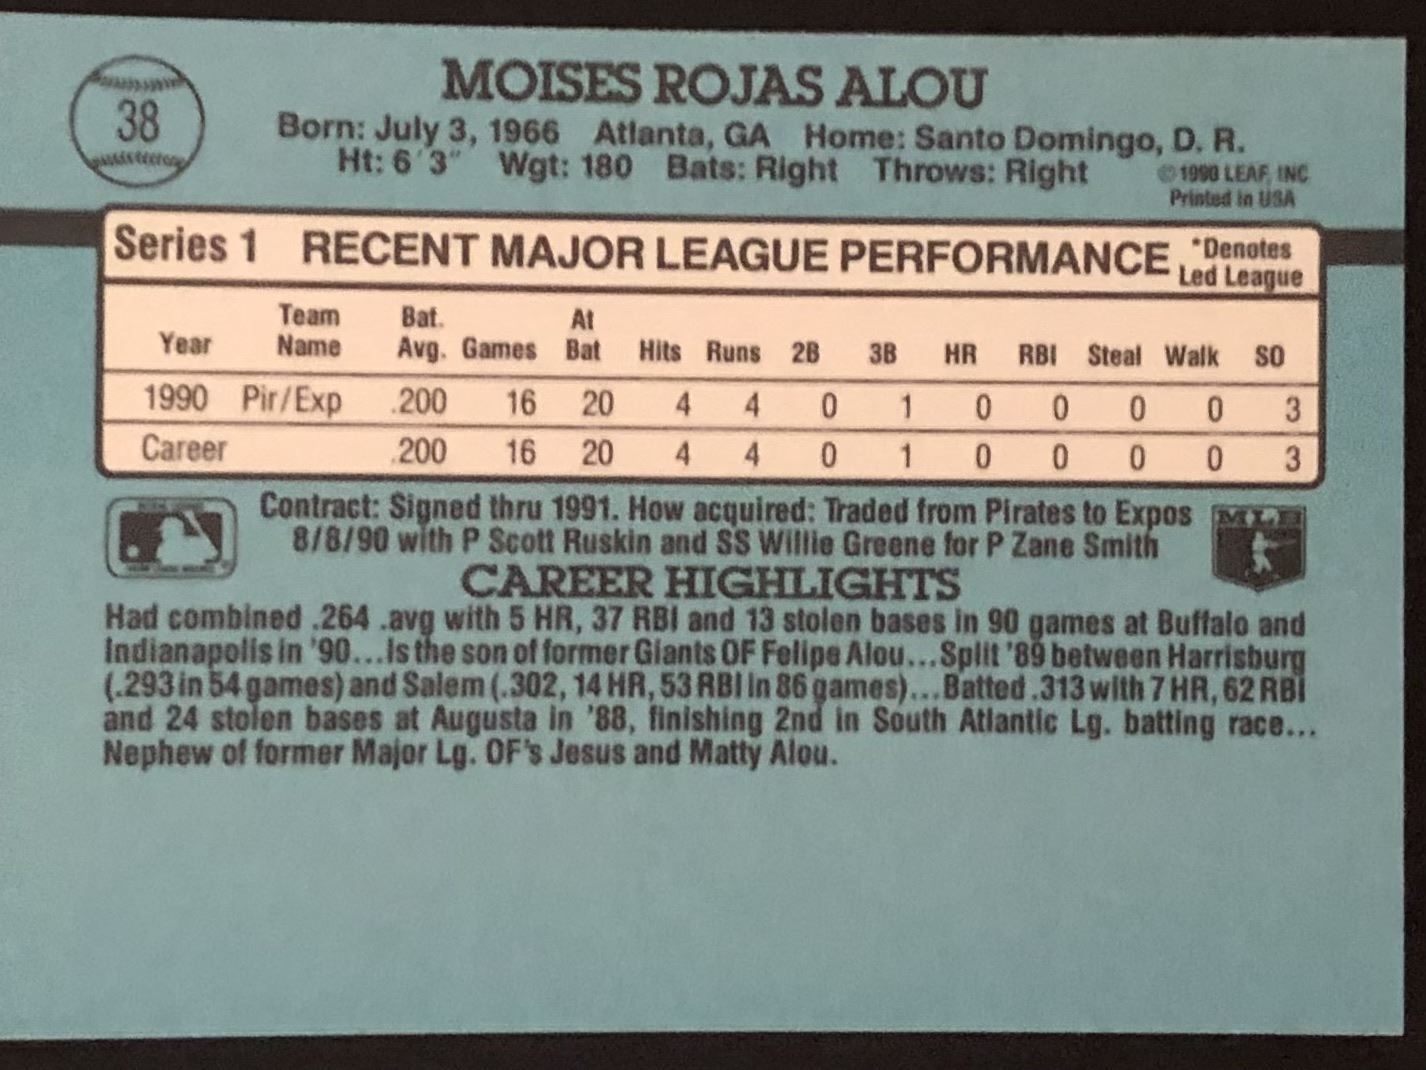 38
MOISES ROJAS ALOU
Born: July 3, 1966 Atlanta, GA Home: Santo Domingo, D. R.
Ht: 6'3" Wgt: 180 Bats: Right Throws: Right
© 1990 LEAF, INC
Printed in USA
Series 1 RECENT MAJOR LEAGUE PERFORMANCE *Denotes Led League
Year Team Name Bat. Avg. Games At Bat Hits Runs 2B 3B HR RBI Steal Walk SO
1990 Pir/Exp .200 16 20 4 4 0 1 0 0 0 0 3
Career .200 16 20 4 4 0 1 0 0 0 0 3
Contract: Signed thru 1991. How acquired: Traded from Pirates to Expos
8/8/90 with P Scott Ruskin and SS Willie Greene for P Zane Smith
CAREER HIGHLIGHTS
Had combined .264 .avg with 5 HR, 37 RBI and 13 stolen bases in 90 games at Buffalo and
Indianapolis in '90...Is the son of former Giants OF Felipe Alou...Split '89 between Harrisburg
(.293 in 54 games) and Salem (.302, 14 HR, 53 RBI in 86 games)...Batted .313 with 7 HR, 62 RBI
and 24 stolen bases at Augusta in '88, finishing 2nd in South Atlantic Lg. batting race...
Nephew of former Major Lg. OF's Jesus and Matty Alou.